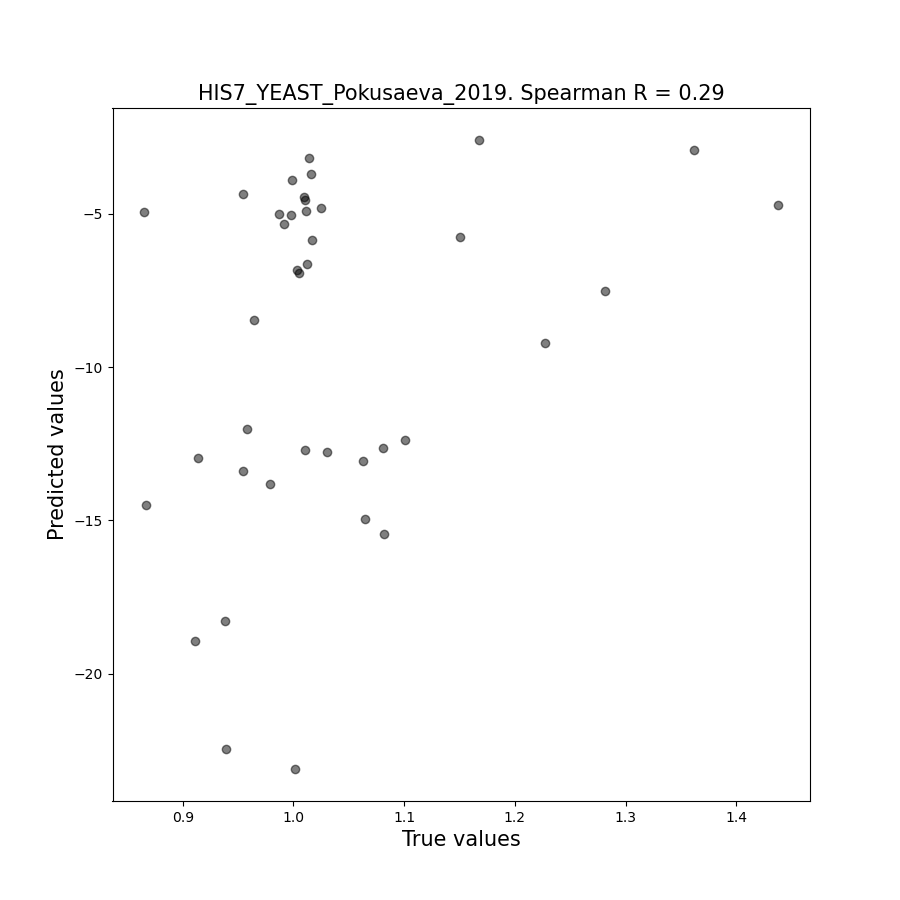 HIS7_YEAST_Pokusaeva_2019. Spearman R = 0.29
Predicted values
−5
−10
−15
−20
0.9 1.0 1.1 1.2 1.3 1.4
True values